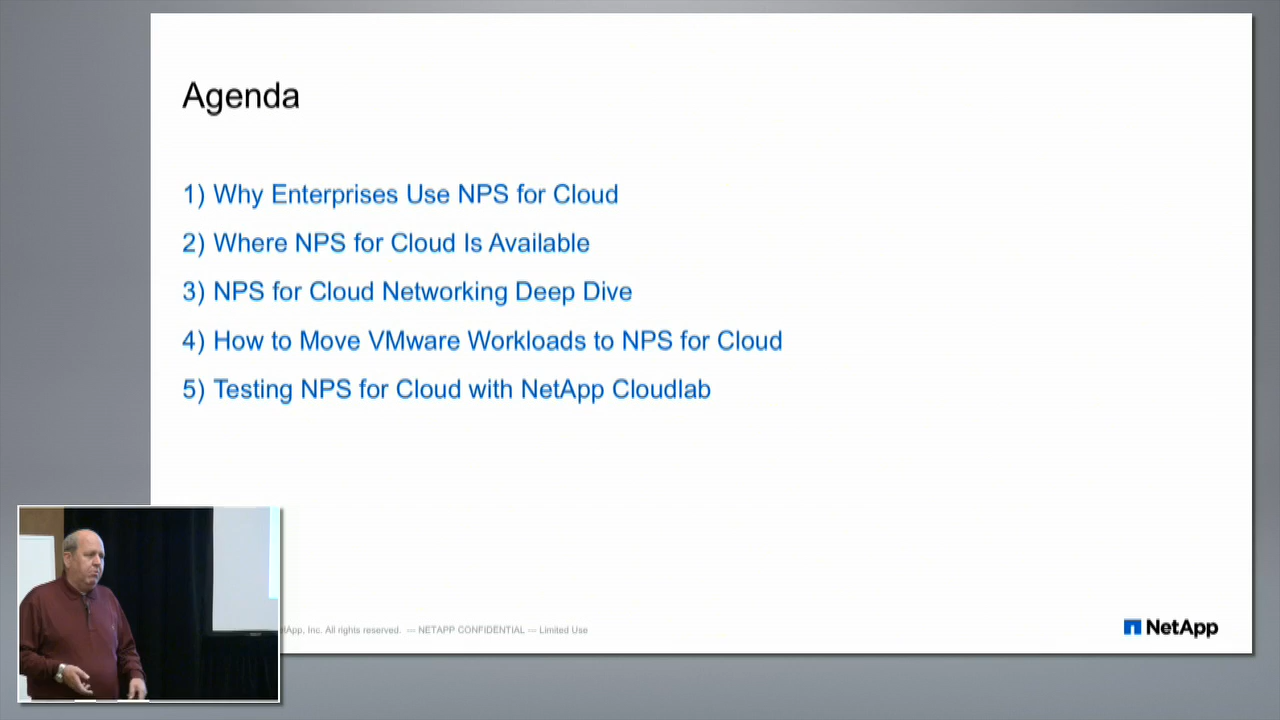 Agenda
1) Why Enterprises Use NPS for Cloud
2) Where NPS for Cloud Is Available
3) NPS for Cloud Networking Deep Dive
4) How to Move VMware Workloads to NPS for Cloud
5) Testing NPS for Cloud with NetApp Cloudlab
Inc. All rights reserved. --- NETAPP CONFIDENTIAL --- Limited Use
NetApp